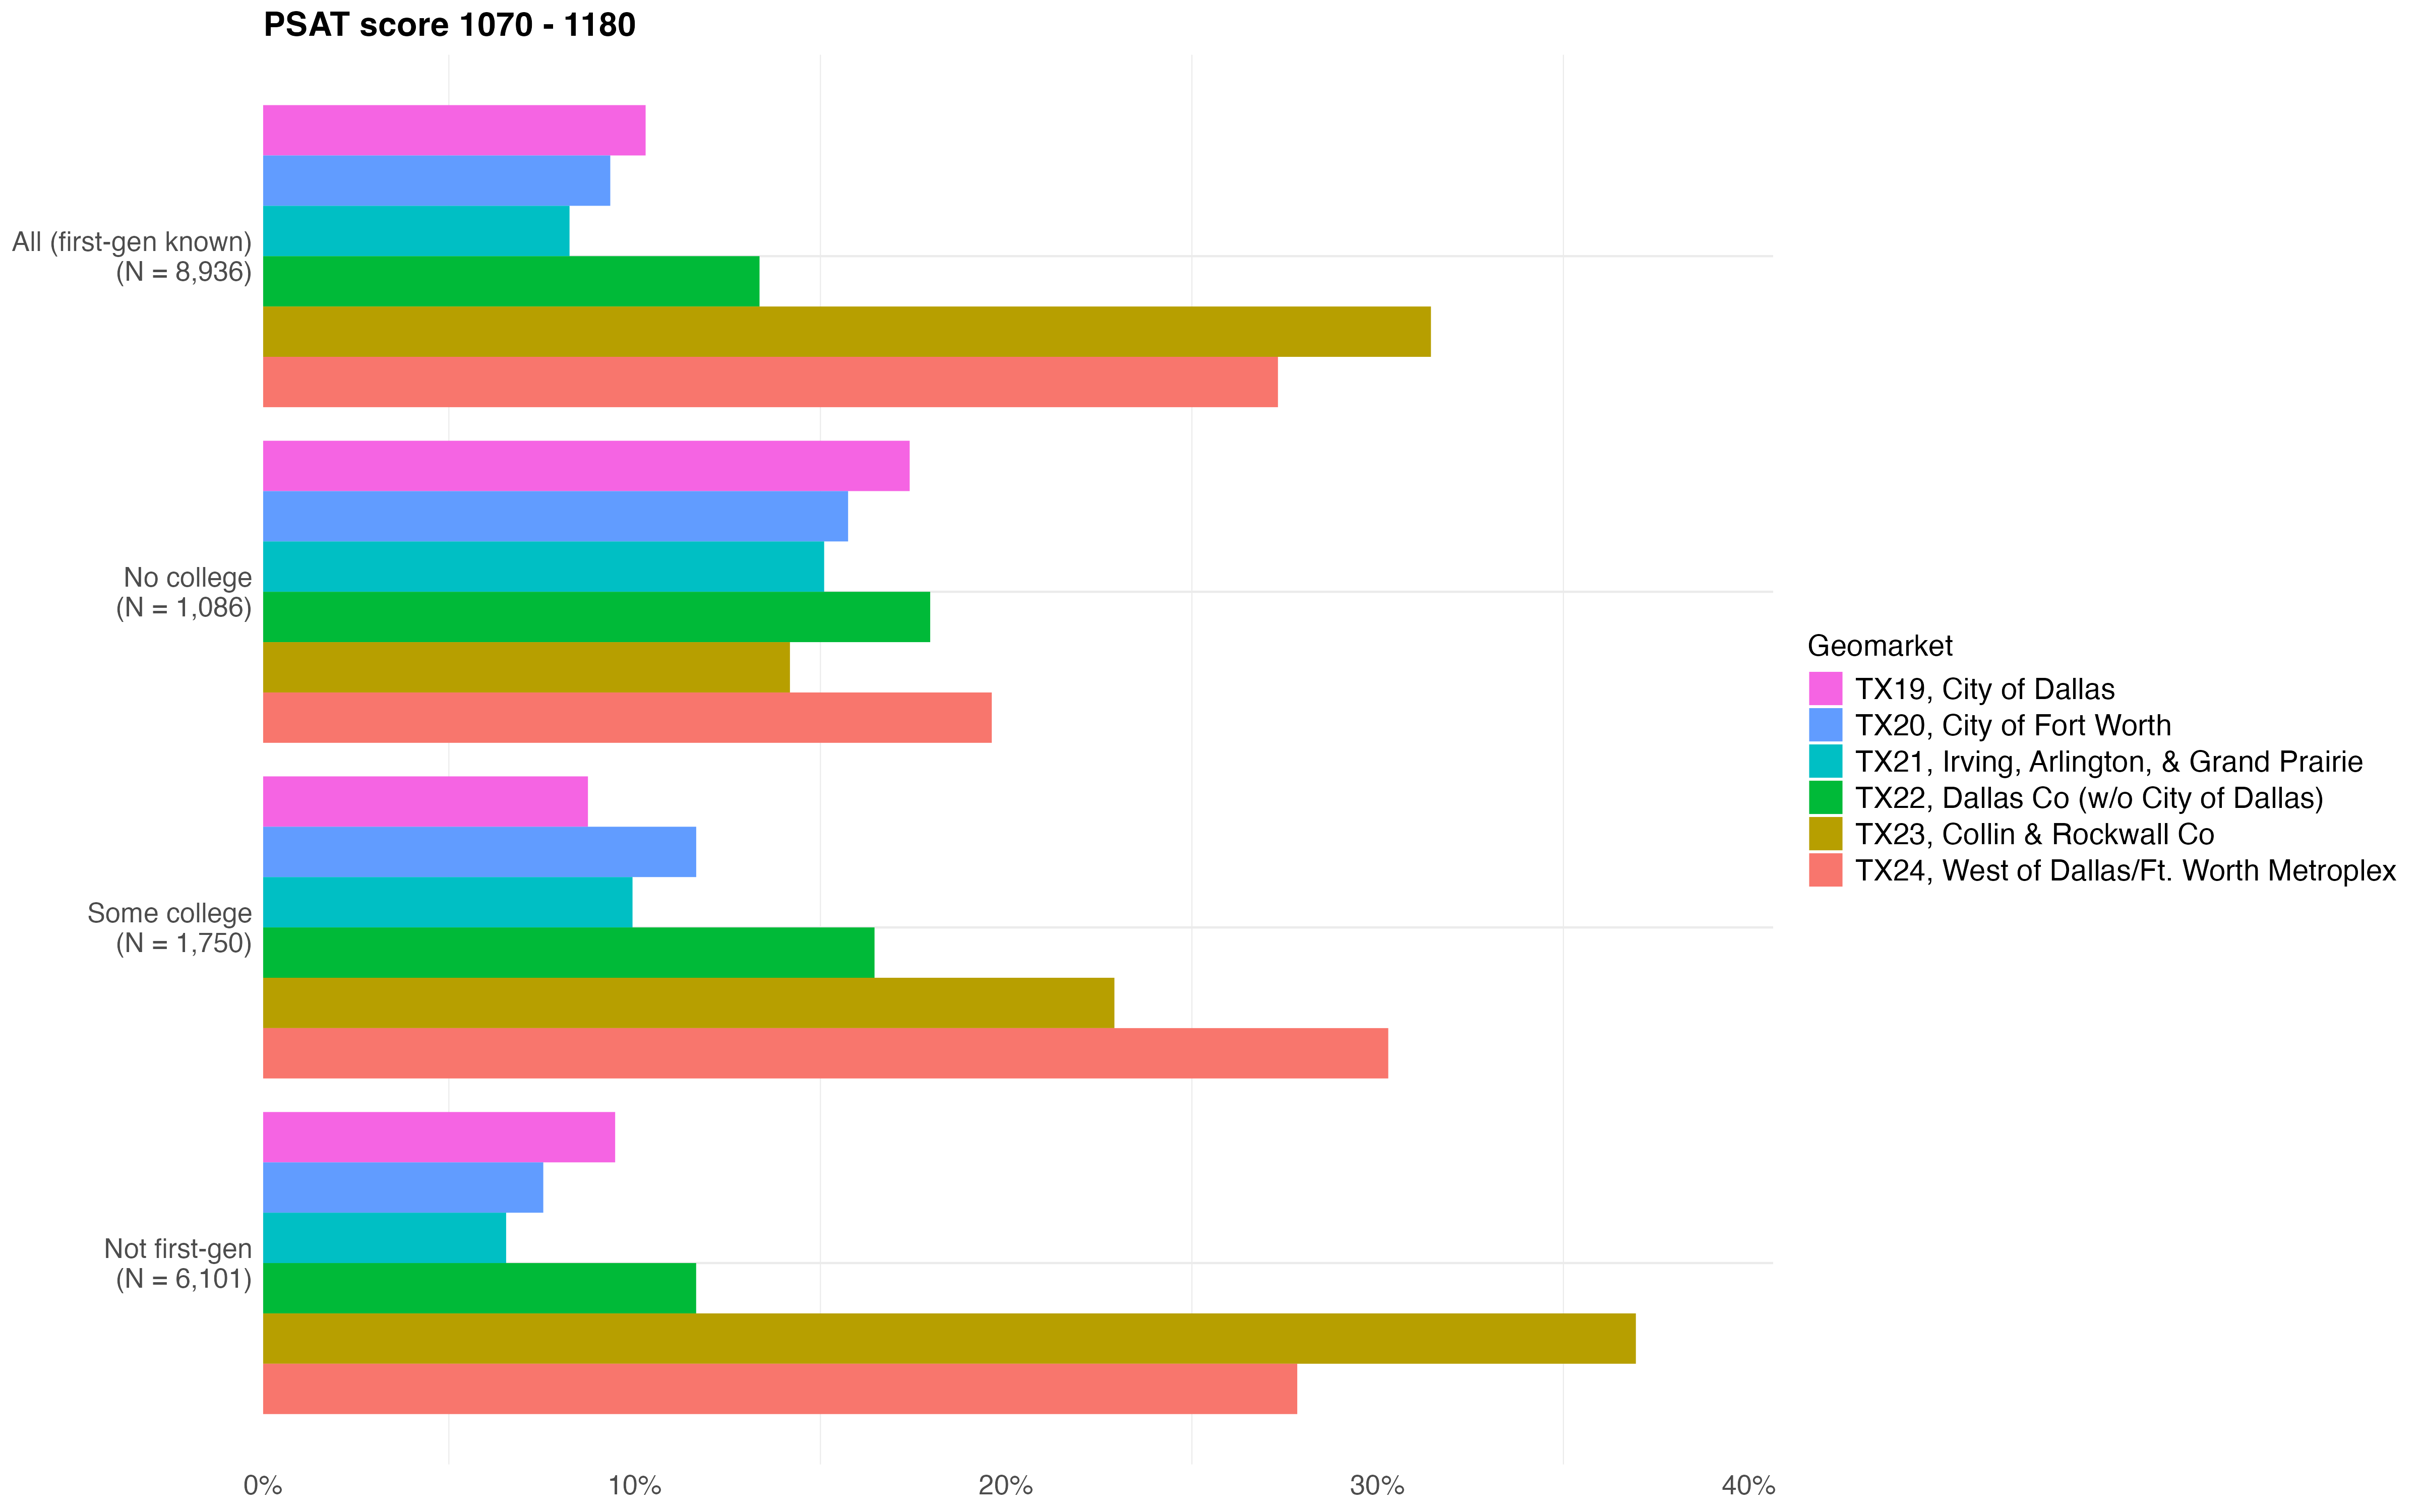 PSAT score 1070 - 1180
All (first-gen known)
(N = 8,936)
No college
(N = 1,086)
Some college
(N = 1,750)
Not first-gen
(N = 6,101)
0%
10%
20%
30%
40%
Geomarket
TX19, City of Dallas
TX20, City of Fort Worth
TX21, Irving, Arlington, & Grand Prairie
TX22, Dallas Co (w/o City of Dallas)
TX23, Collin & Rockwall Co
TX24, West of Dallas/Ft. Worth Metroplex